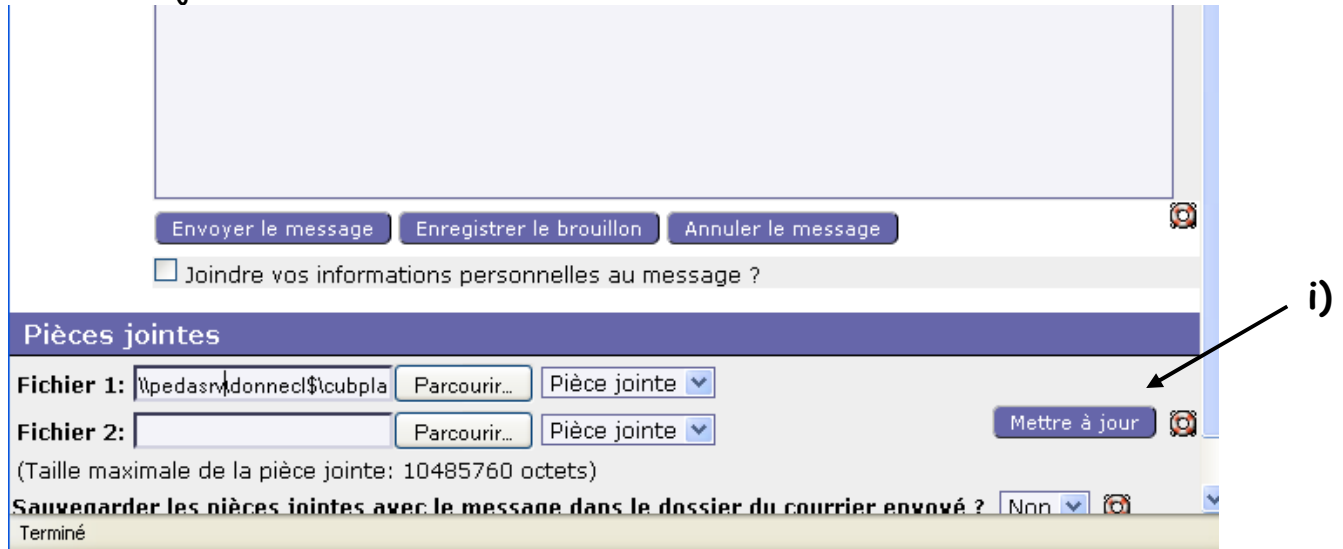 Envoyer le message Enregistrer le brouillon Annuler le message
Joindre vos informations personnelles au message ?
i)
Pièces jointes
Fichier 1: \\pedasrv\donnecl$\cubpla Parcourir... Pièce jointe
Fichier 2: Parcourir... Pièce jointe Mettre à jour
(Taille maximale de la pièce jointe: 10485760 octets)
Sauvegarder les pièces jointes avec le message dans le dossier du courrier envoyé ? Non
Terminé